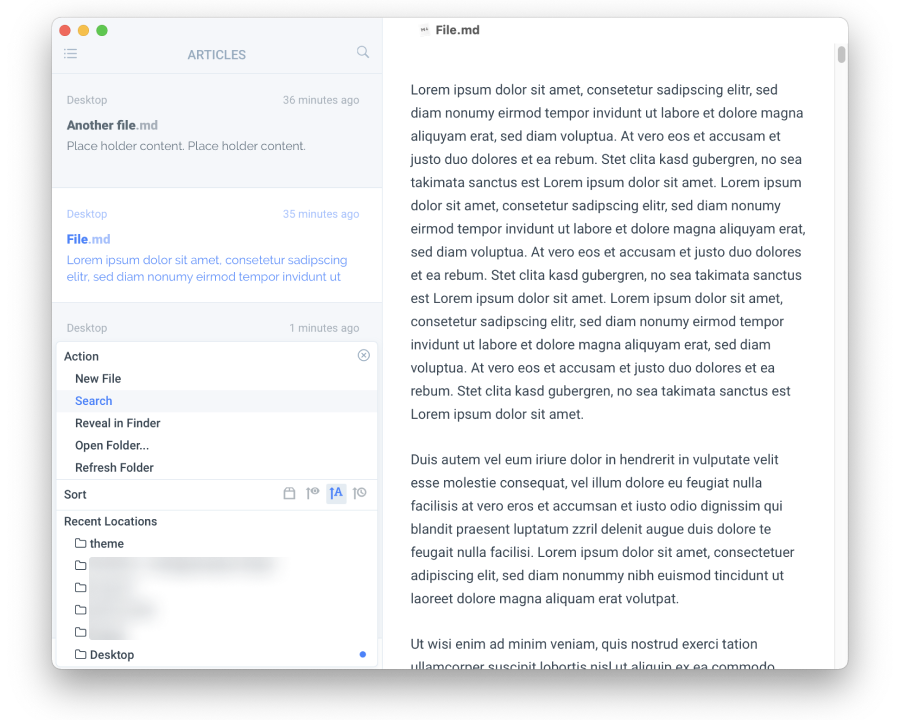 File.md
ARTICLES
Desktop 36 minutes ago
Another file.md
Place holder content. Place holder content.
Desktop 35 minutes ago
File.md
Lorem ipsum dolor sit amet, consetetur sadipscing
elitr, sed diam nonumy eirmod tempor invidunt ut
Desktop 1 minutes ago
Action
New File
Search
Reveal in Finder
Open Folder...
Refresh Folder
Sort
Recent Locations
theme
Desktop
Lorem ipsum dolor sit amet, consetetur sadipscing elitr, sed
diam nonumy eirmod tempor invidunt ut labore et dolore magna
aliquyam erat, sed diam voluptua. At vero eos et accusam et
justo duo dolores et ea rebum. Stet clita kasd gubergren, no sea
takimata sanctus est Lorem ipsum dolor sit amet. Lorem ipsum
dolor sit amet, consetetur sadipscing elitr, sed diam nonumy
eirmod tempor invidunt ut labore et dolore magna aliquyam erat,
sed diam voluptua. At vero eos et accusam et justo duo dolores
et ea rebum. Stet clita kasd gubergren, no sea takimata sanctus
est Lorem ipsum dolor sit amet. Lorem ipsum dolor sit amet,
consetetur sadipscing elitr, sed diam nonumy eirmod tempor
invidunt ut labore et dolore magna aliquyam erat, sed diam
voluptua. At vero eos et accusam et justo duo dolores et ea
rebum. Stet clita kasd gubergren, no sea takimata sanctus est
Lorem ipsum dolor sit amet.
Duis autem vel eum iriure dolor in hendrerit in vulputate velit
esse molestie consequat, vel illum dolore eu feugiat nulla
facilisis at vero eros et accumsan et iusto odio dignissim qui
blandit praesent luptatum zzril delenit augue duis dolore te
feugait nulla facilisi. Lorem ipsum dolor sit amet, consectetuer
adipiscing elit, sed diam nonummy nibh euismod tincidunt ut
laoreet dolore magna aliquam erat volutpat.
Ut wisi enim ad minim veniam, quis nostrud exerci tation
ullamcorper suscipit lobortis nisl ut aliquip ex ea commodo